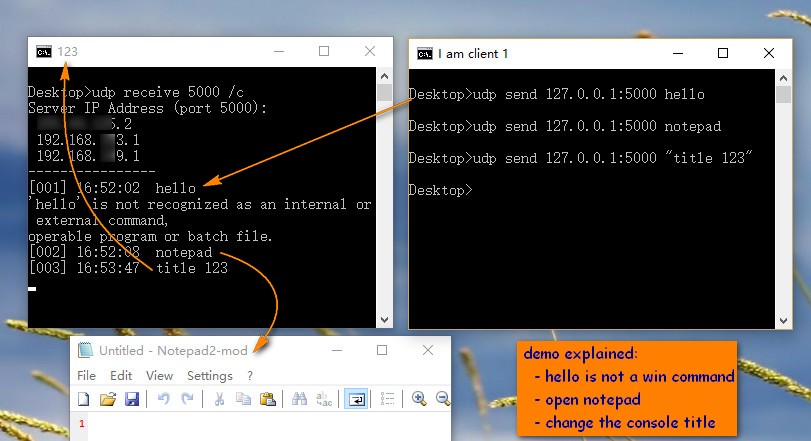 123
Desktop>udp receive 5000 /c
Server IP Address (port 5000):
5.2
192.168. 3.1
192.168. 9.1
----------------
[001] 16:52:02 hello
'hello' is not recognized as an internal or
external command,
operable program or batch file.
[002] 16:52:08 notepad
[003] 16:53:47 title 123
I am client 1
Desktop>udp send 127.0.0.1:5000 hello
Desktop>udp send 127.0.0.1:5000 notepad
Desktop>udp send 127.0.0.1:5000 "title 123"
Desktop>
Untitled - Notepad2-mod
File Edit View Settings ?
1
demo explained:
- hello is not a win command
- open notepad
- change the console title